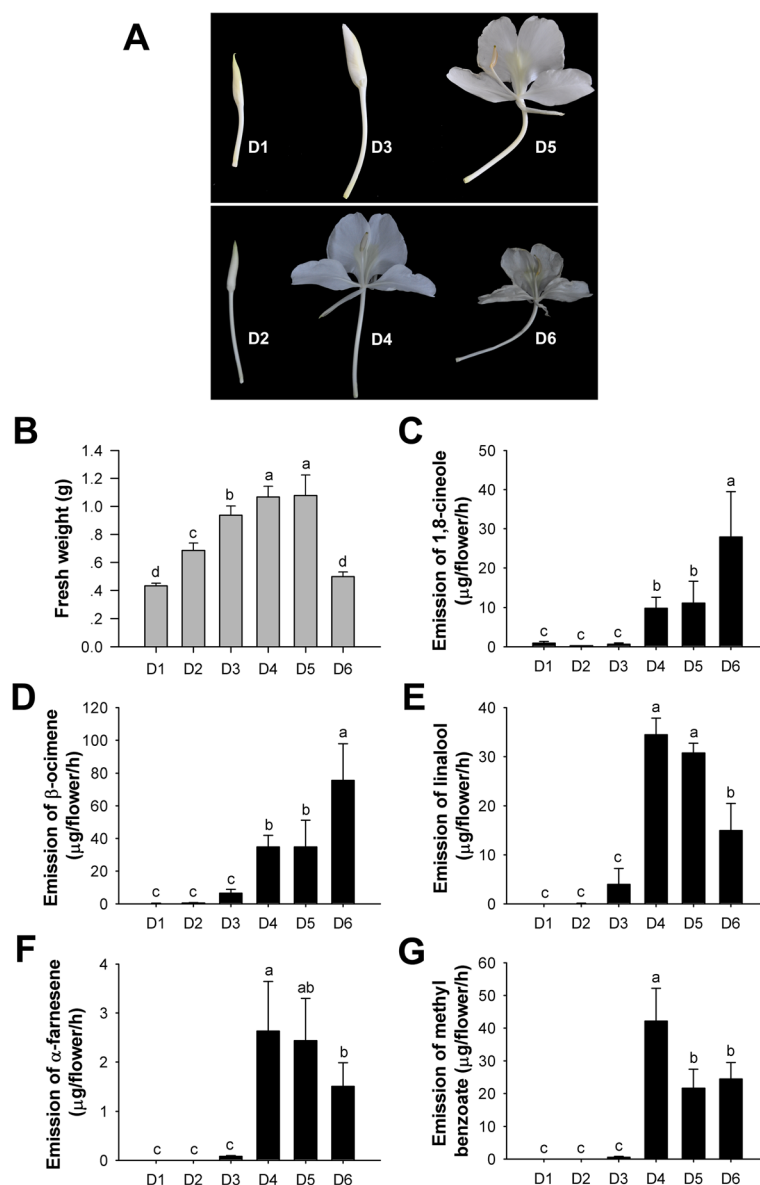 A
D1
D3
D5
D2
D4
D6
B
Fresh weight (g)
1.4
1.2
1.0
.8
.6
.4
.2
0.0
d
c
b
a
a
d
D1 D2 D3 D4 D5 D6
C
Emission of 1,8-cineole
(μg/flower/h)
50
40
30
20
10
0
c
c
c
b
b
a
D1 D2 D3 D4 D5 D6
D
Emission of β-ocimene
(μg/flower/h)
120
100
80
60
40
20
0
c
c
c
b
b
a
D1 D2 D3 D4 D5 D6
E
Emission of linalool
(μg/flower/h)
40
30
20
10
0
c
c
c
a
a
b
D1 D2 D3 D4 D5 D6
F
Emission of α-farnesene
(μg/flower/h)
4
3
2
1
0
c
c
c
a
ab
b
D1 D2 D3 D4 D5 D6
G
Emission of methyl
benzoate (μg/flower/h)
60
50
40
30
20
10
0
c
c
c
a
b
b
D1 D2 D3 D4 D5 D6